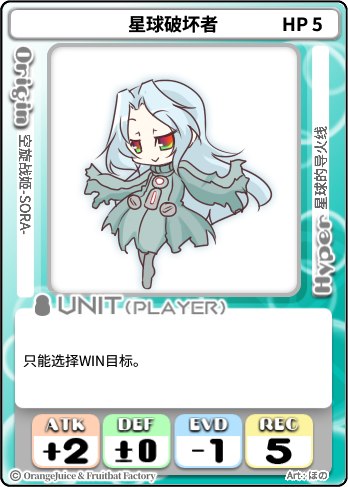 星球破坏者 HP 5
Origin
空旋战姬-SORA-
Hyper
星球的导火线
UNIT(PLAYER)
只能选择WIN目标。
ATK DEF EVD REC
+2 ±0 -1 5
© OrangeJuice & Fruitbat Factory Art: ほの